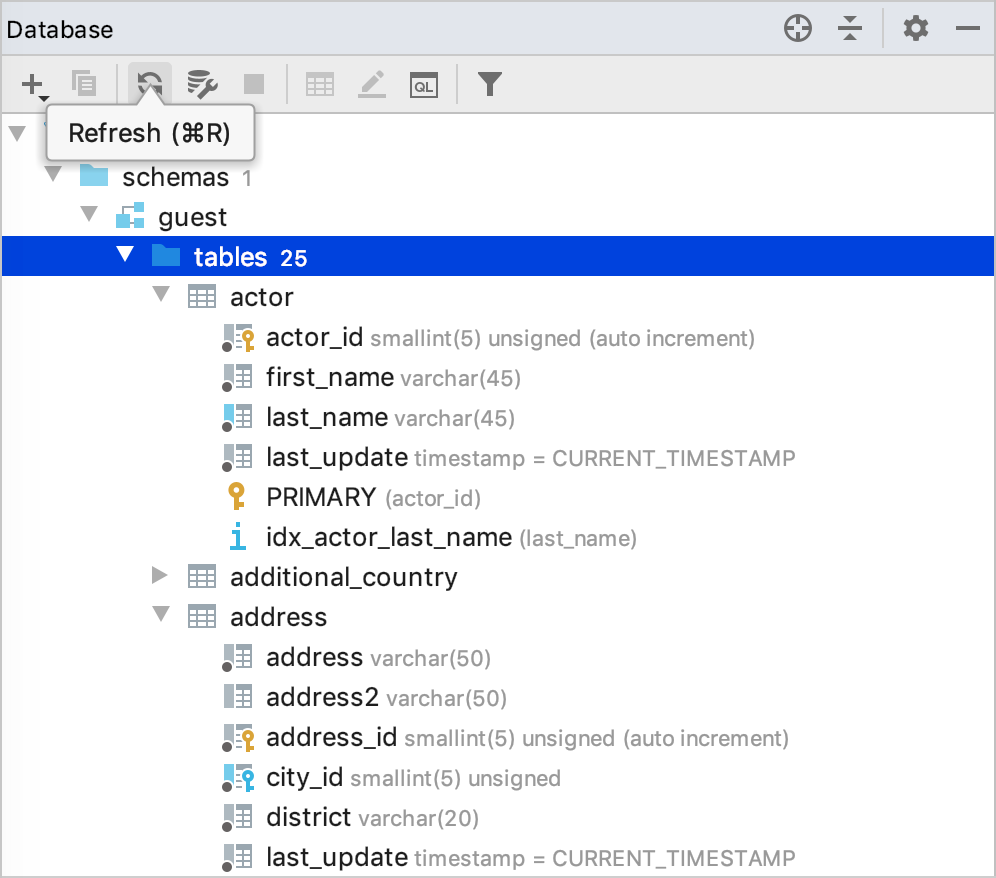 Database
QL
Refresh (⌘R)
schemas 1
guest
tables 25
actor
actor_id smallint(5) unsigned (auto increment)
first_name varchar(45)
last_name varchar(45)
last_update timestamp = CURRENT_TIMESTAMP
PRIMARY (actor_id)
idx_actor_last_name (last_name)
additional_country
address
address varchar(50)
address2 varchar(50)
address_id smallint(5) unsigned (auto increment)
city_id smallint(5) unsigned
district varchar(20)
last_update timestamp = CURRENT_TIMESTAMP